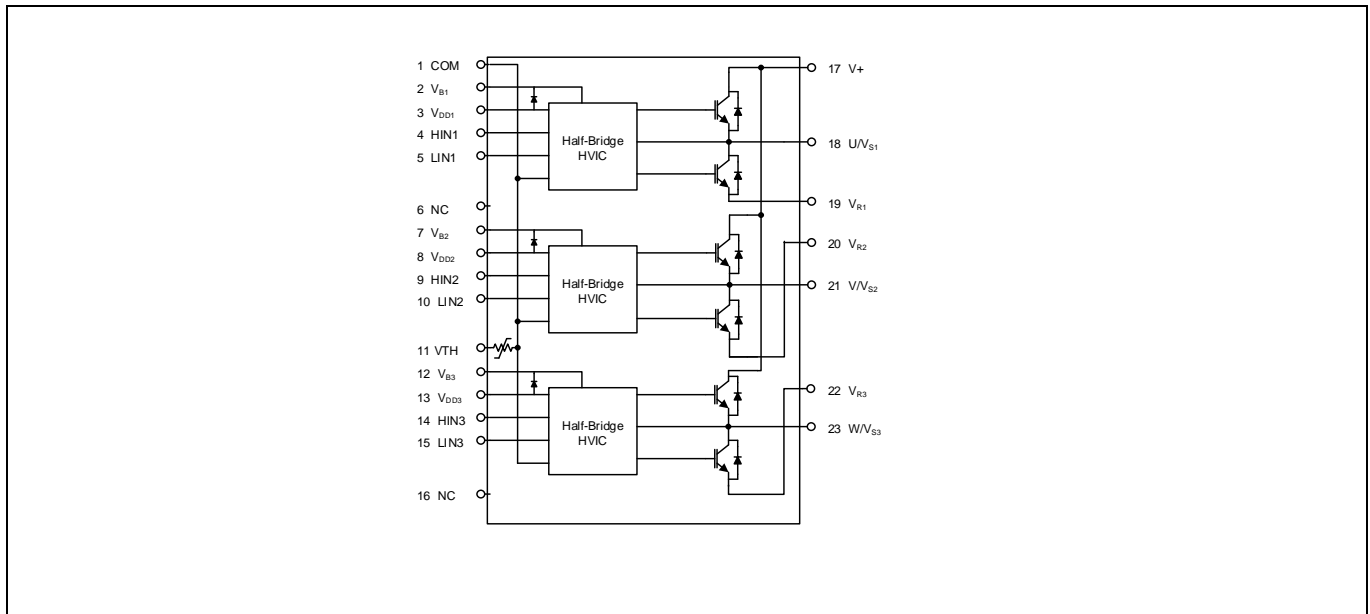 1 COM
2 VB1
3 VDD1
4 HIN1
5 LIN1
6 NC
7 VB2
8 VDD2
9 HIN2
10 LIN2
11 VTH
12 VB3
13 VDD3
14 HIN3
15 LIN3
16 NC
Half-Bridge
HVIC
Half-Bridge
HVIC
Half-Bridge
HVIC
17 V+
18 U/VS1
19 VR1
20 VR2
21 V/VS2
22 VR3
23 W/VS3